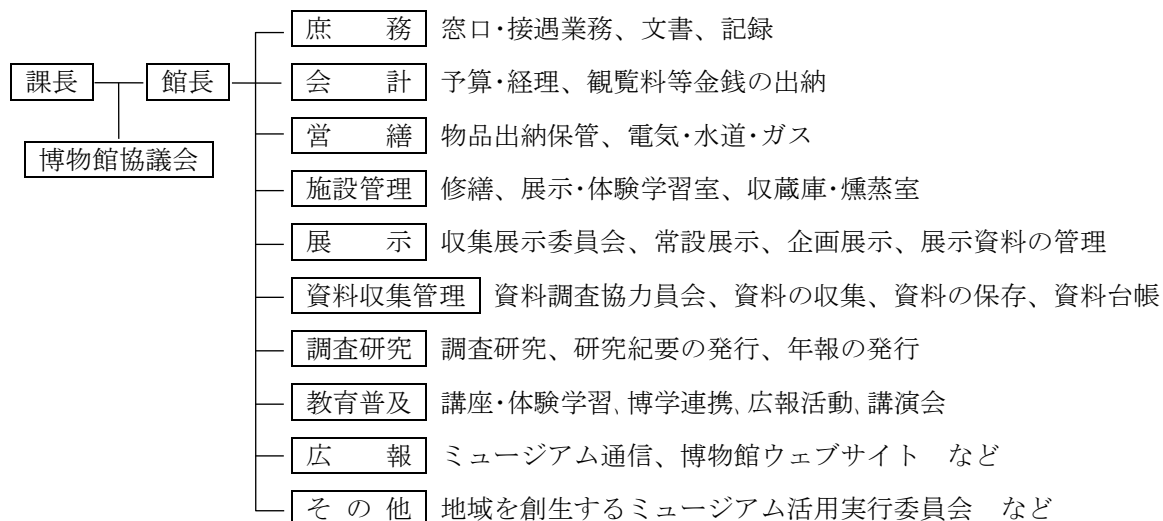 庶　　務 窓口・接遇業務、文書、記録
課長 館長 会　　計 予算・経理、観覧料等金銭の出納
営　　繕 物品出納保管、電気・水道・ガス
博物館協議会
施設管理 修繕、展示・体験学習室、収蔵庫・燻蒸室
展　　示 収集展示委員会、常設展示、企画展示、展示資料の管理
資料収集管理 資料調査協力員会、資料の収集、資料の保存、資料台帳
調査研究 調査研究、研究紀要の発行、年報の発行
教育普及 講座・体験学習、博学連携、広報活動、講演会
広　　報 ミュージアム通信、博物館ウェブサイト　など
そ の 他 地域を創生するミュージアム活用実行委員会　など